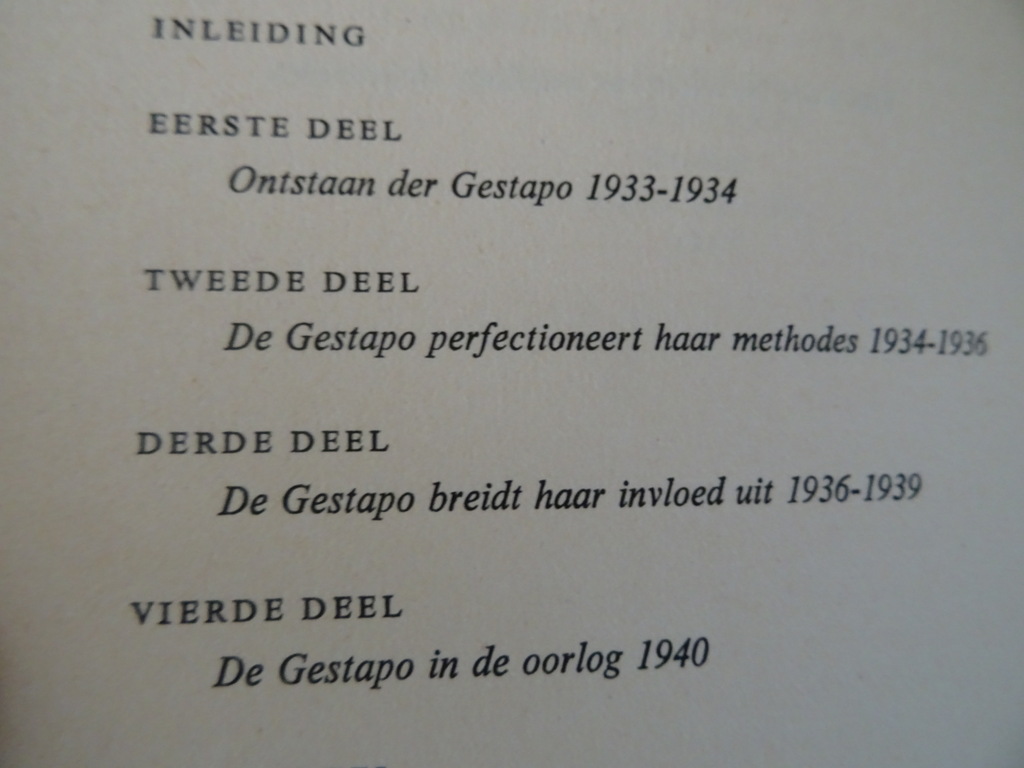 INLEIDING
EERSTE DEEL
Ontstaan der Gestapo 1933-1934
TWEEDE DEEL
De Gestapo perfectioneert haar methodes 1934-1936
DERDE DEEL
De Gestapo breidt haar invloed uit 1936-1939
VIERDE DEEL
De Gestapo in de oorlog 1940